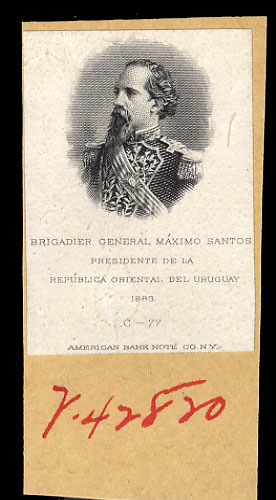 BRIGADIER GENERAL MÁXIMO SANTOS
PRESIDENTE DE LA
REPÚBLICA ORIENTAL DEL URUGUAY
1883.
C - 77
AMERICAN BANK NOTE CO. N.Y.
V-42820